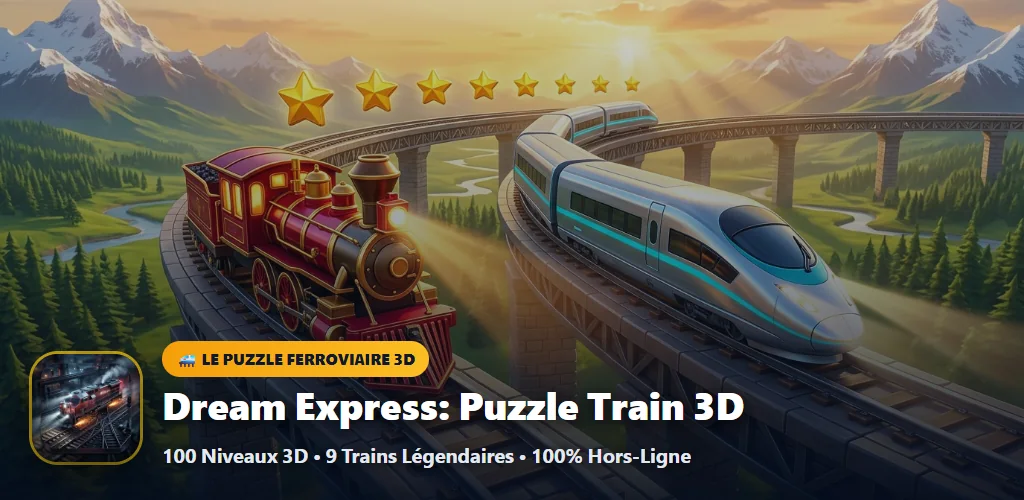 LE PUZZLE FERROVIAIRE 3D
Dream Express: Puzzle Train 3D
100 Niveaux 3D • 9 Trains Légendaires • 100% Hors-Ligne